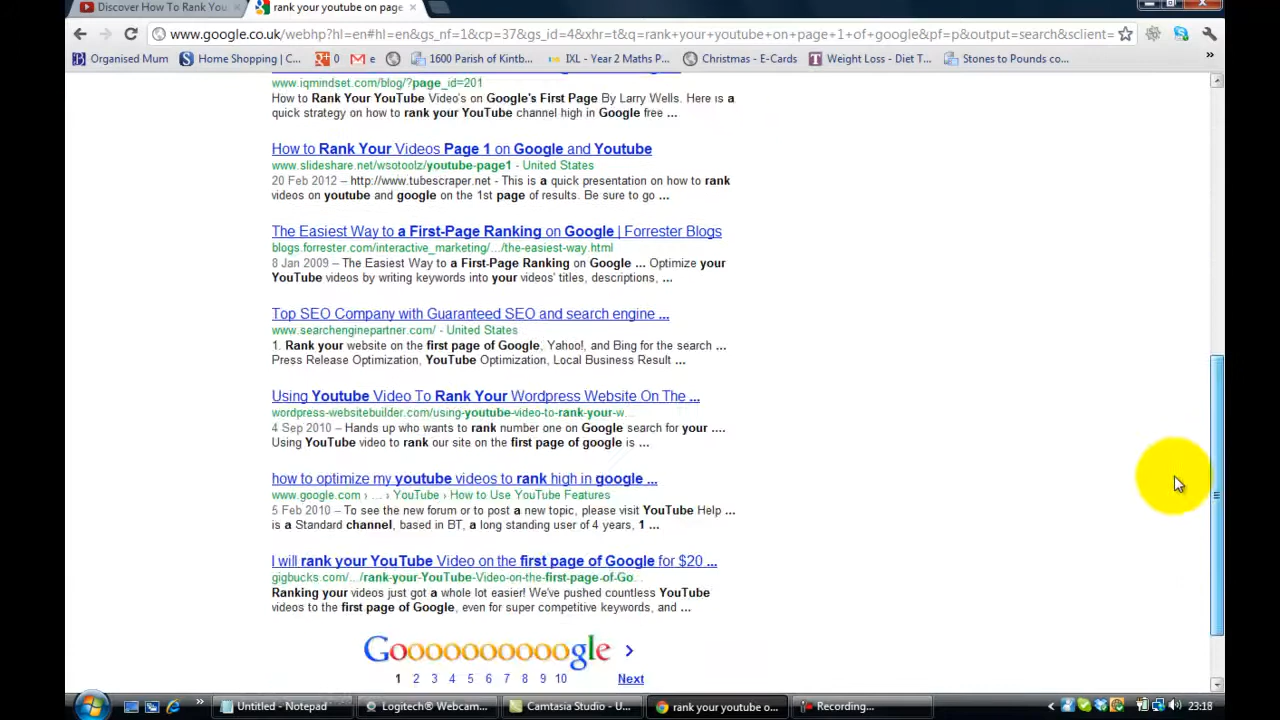 Discover How To Rank You
rank your youtube on page
www.google.co.uk/webhp?hl=en#hl=en&gs_nf=1&cp=37&gs_id=4&xhr=t&q=rank+your+youtube+on+page+1+of+google&pf=p&output=search&sclient=
Organised Mum
Home Shopping | C...
+0
e
1600 Parish of Kintb...
IXL - Year 2 Maths P...
Christmas - E-Cards
Weight Loss - Diet T...
Stones to Pounds co...
www.iqmindset.com/blog/?page_id=201
How to Rank Your YouTube Video's on Google's First Page By Larry Wells. Here is a
quick strategy on how to rank your YouTube channel high in Google free ...
How to Rank Your Videos Page 1 on Google and Youtube
www.slideshare.net/wsotoolz/youtube-page1 - United States
20 Feb 2012 – http://www.tubescraper.net - This is a quick presentation on how to rank
videos on youtube and google on the 1st page of results. Be sure to go ...
The Easiest Way to a First-Page Ranking on Google | Forrester Blogs
blogs.forrester.com/interactive_marketing/.../the-easiest-way.html
8 Jan 2009 – The Easiest Way to a First-Page Ranking on Google ... Optimize your
YouTube videos by writing keywords into your videos' titles, descriptions, ...
Top SEO Company with Guaranteed SEO and search engine ...
www.searchenginepartner.com/ - United States
1. Rank your website on the first page of Google, Yahoo!, and Bing for the search ...
Press Release Optimization, YouTube Optimization, Local Business Result ...
Using Youtube Video To Rank Your Wordpress Website On The ...
wordpress-websitebuilder.com/using-youtube-video-to-rank-your-w...
4 Sep 2010 – Hands up who wants to rank number one on Google search for your ....
Using YouTube video to rank our site on the first page of google is ...
how to optimize my youtube videos to rank high in google ...
www.google.com › ... › YouTube › How to Use YouTube Features
5 Feb 2010 – To see the new forum or to post a new topic, please visit YouTube Help ...
is a Standard channel, based in BT, a long standing user of 4 years, 1 ...
I will rank your YouTube Video on the first page of Google for $20 ...
gigbucks.com/.../rank-your-YouTube-Video-on-the-first-page-of-Go...
Ranking your videos just got a whole lot easier! We've pushed countless YouTube
videos to the first page of Google, even for super competitive keywords, and ...
Goooooooooogle >
1 2 3 4 5 6 7 8 9 10 Next
Untitled - Notepad
Logitech® Webcam...
Camtasia Studio - U...
rank your youtube o...
Recording...
23:18